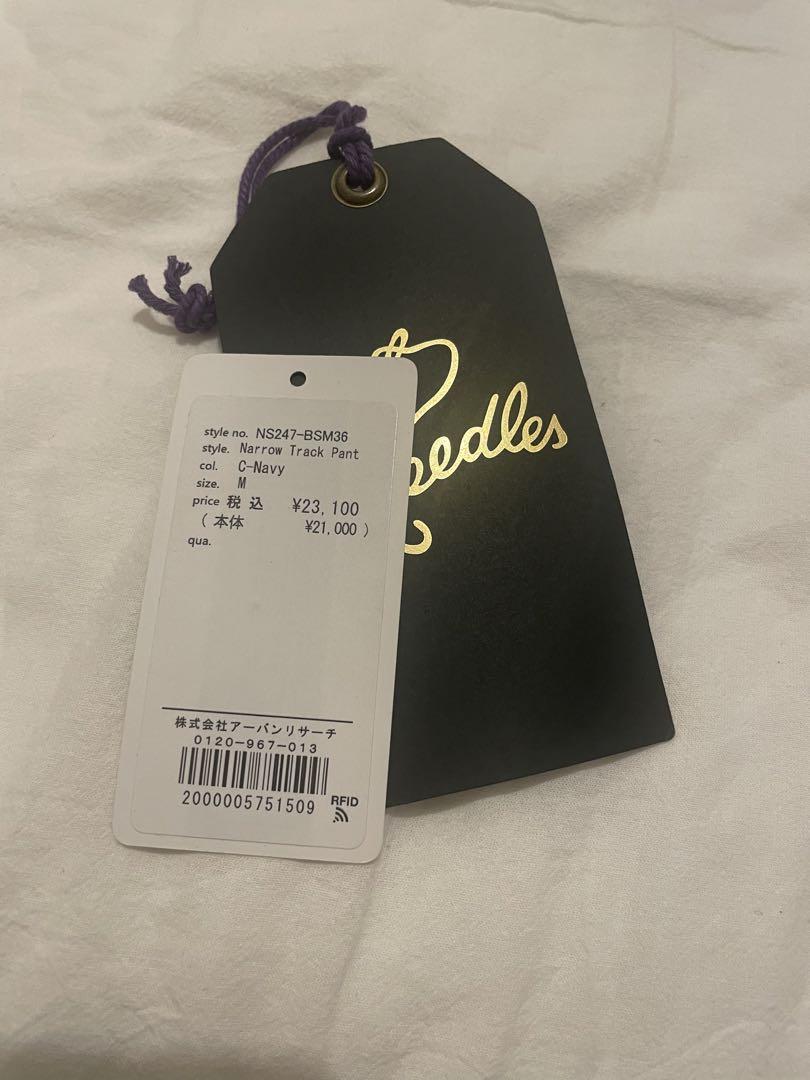 eedles
style no. NS247-BSM36
style. Narrow Track Pant
col. C-Navy
size. M
price 税込 ¥23,100
(本体 ¥21,000)
qua.
株式会社アーバンリサーチ
0120-967-013
2000005751509
RFID